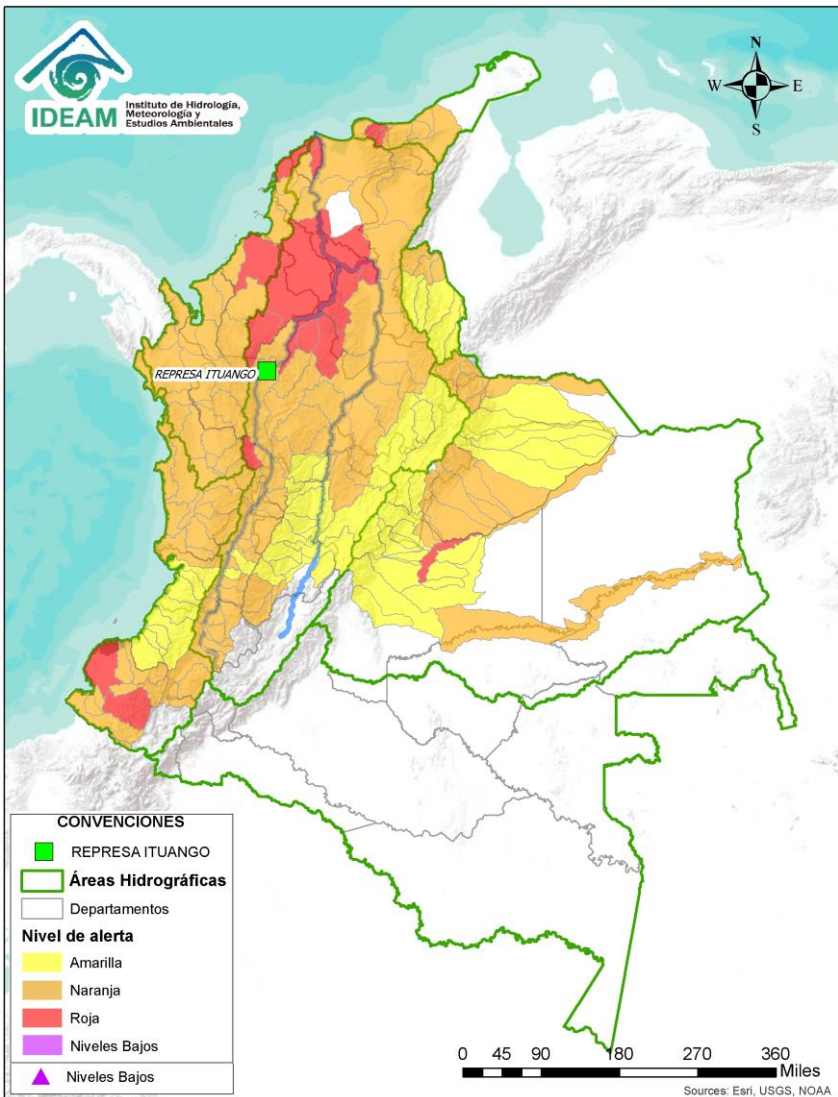 IDEAM
Instituto de Hidrología,
Meteorología y
Estudios Ambientales
N
W
E
S
REPRESA ITUANGO
CONVENCIONES
REPRESA ITUANGO
Áreas Hidrográficas
Departamentos
Nivel de alerta
Amarilla
Naranja
Roja
Niveles Bajos
Niveles Bajos
0 45 90 180 270 360
Miles
Sources: Esri, USGS, NOAA